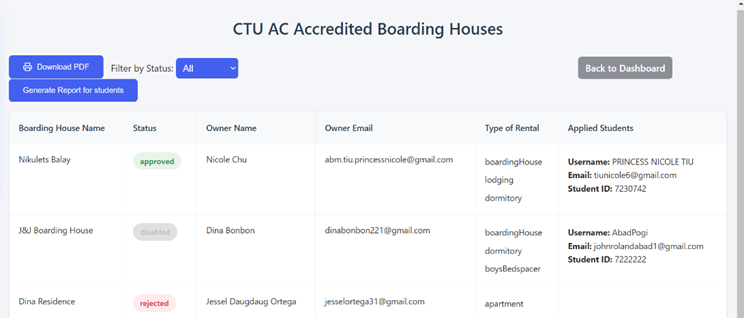 CTU AC Accredited Boarding Houses
Download PDF
Filter by Status: All
Back to Dashboard
Generate Report for students
Boarding House Name Status Owner Name Owner Email Type of Rental Applied Students
Nikulets Balay approved Nicole Chu abm.tiu.princessnicole@gmail.com boardingHouse Username: PRINCESS NICOLE TIU
lodging Email: tiunicole6@gmail.com
dormitory Student ID: 7230742
J&J Boarding House disabled Dina Bonbon dinabonbon221@gmail.com boardingHouse Username: AbadPogi
dormitory Email: johnrolandabad1@gmail.com
boysBedspacer Student ID: 7222222
Dina Residence rejected Jessel Daugdaug Ortega jesselortega31@gmail.com apartment